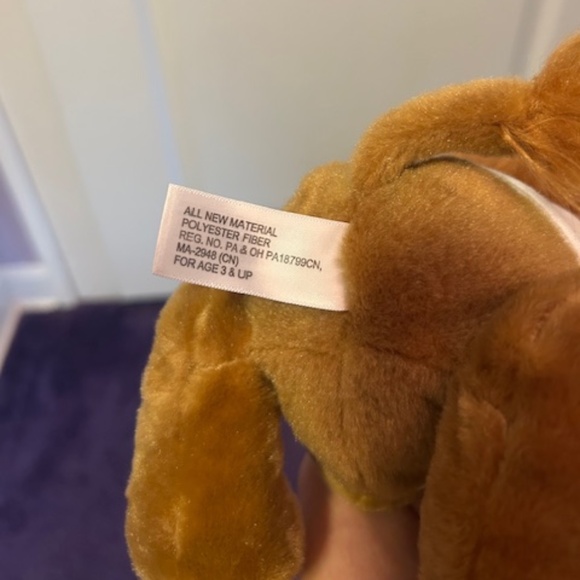 ALL NEW MATERIAL
POLYESTER FIBER
REG. NO. PA & OH PA18799CN,
MA-2948 (CN)
FOR AGE 3 & UP